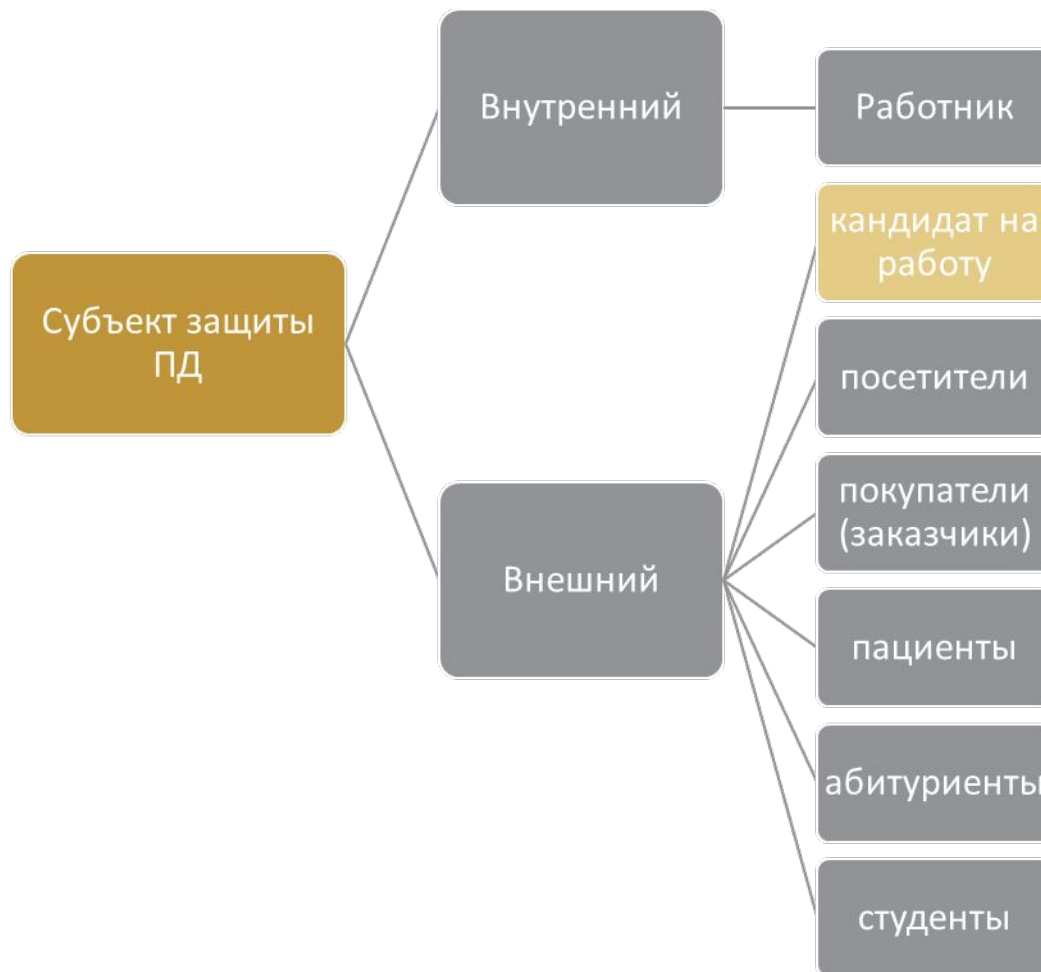 Субъект защиты
ПД
Внутренний
Работник
Внешний
кандидат на
работу
посетители
покупатели
(заказчики)
пациенты
абитуриенты
студенты